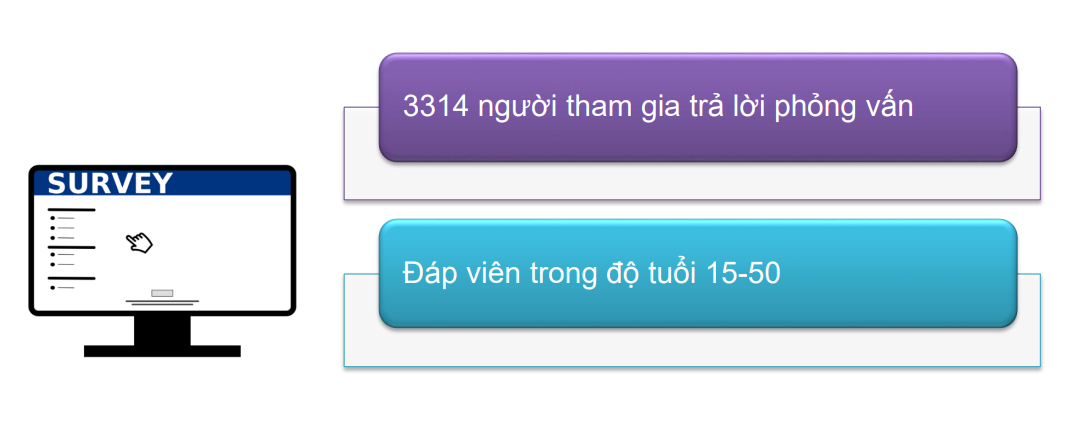 3314 người tham gia trả lời phỏng vấn
SURVEY
Đáp viên trong độ tuổi 15-50